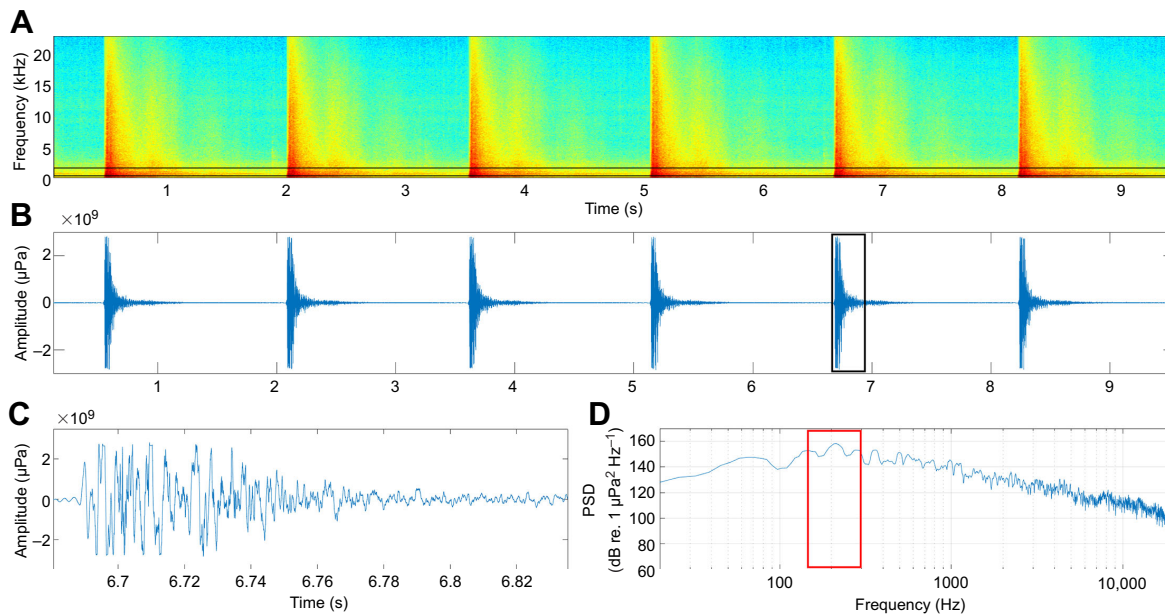 A
Frequency (kHz)
20
15
10
5
0
1 2 3 4 5 6 7 8 9
Time (s)
B
×10⁹
Amplitude (μPa)
2
0
–2
1 2 3 4 5 6 7 8 9
C
×10⁹
Amplitude (μPa)
2
0
–2
6.7 6.72 6.74 6.76 6.78 6.8 6.82
Time (s)
D
PSD
(dB re. 1 μPa² Hz⁻¹)
160
140
120
100
80
60
100 1000 10,000
Frequency (Hz)